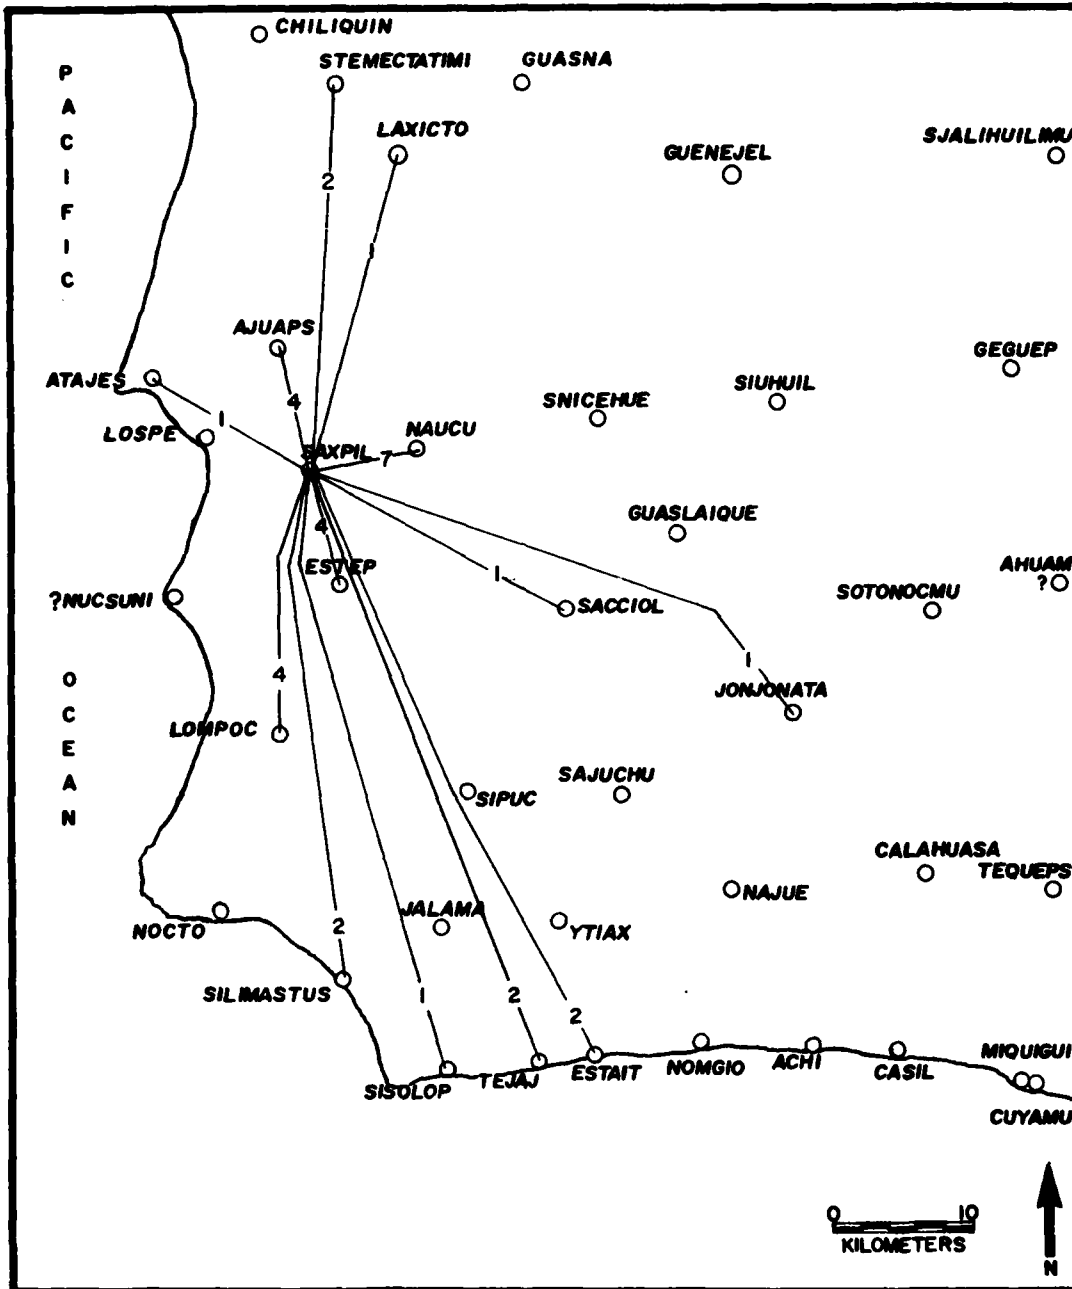 CHILIQUIN
STEMECTATIMI
GUASNA
PACIFIC
LAXICTO
GUENEJEL
SJALIHUILIMU
2
1
AJUAPS
ATAJES
GEGUEP
SIUHUIL
SNICEHUE
4
1
LOSPE
NAUCU
SAXPIL
7
GUASLAIQUE
4
ESTEP
1
AHUAM
?
?NUCSUNI
SACCIOL
SOTONOCMU
OCEAN
4
1
JONJONATA
LOMPOC
SAJUCHU
SIPUC
CALAHUASA
TEQUEPS
NAJUE
JALAMA
NOCTO
2
YTIAX
SILIMASTUS
1
2
2
SISOLOP
TEJAJ
ESTAIT
NOMGIO
ACHI
CASIL
MIQUIGUI
CUYAMU
0 10
KILOMETERS
N